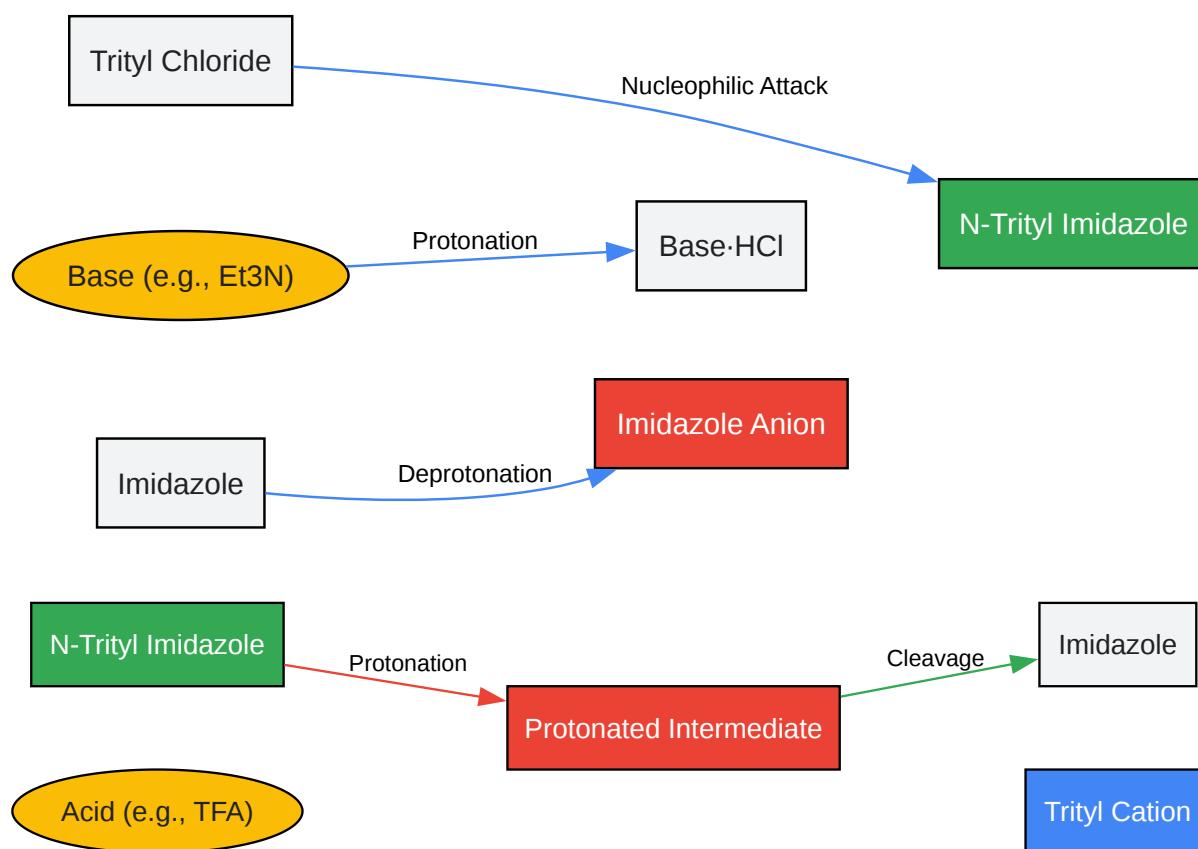 Trityl Chloride
Nucleophilic Attack
N-Trityl Imidazole
Base (e.g., Et3N)
Protonation
Base·HCl
Imidazole Anion
Imidazole
Deprotonation
N-Trityl Imidazole
Protonation
Protonated Intermediate
Cleavage
Imidazole
Acid (e.g., TFA)
Trityl Cation